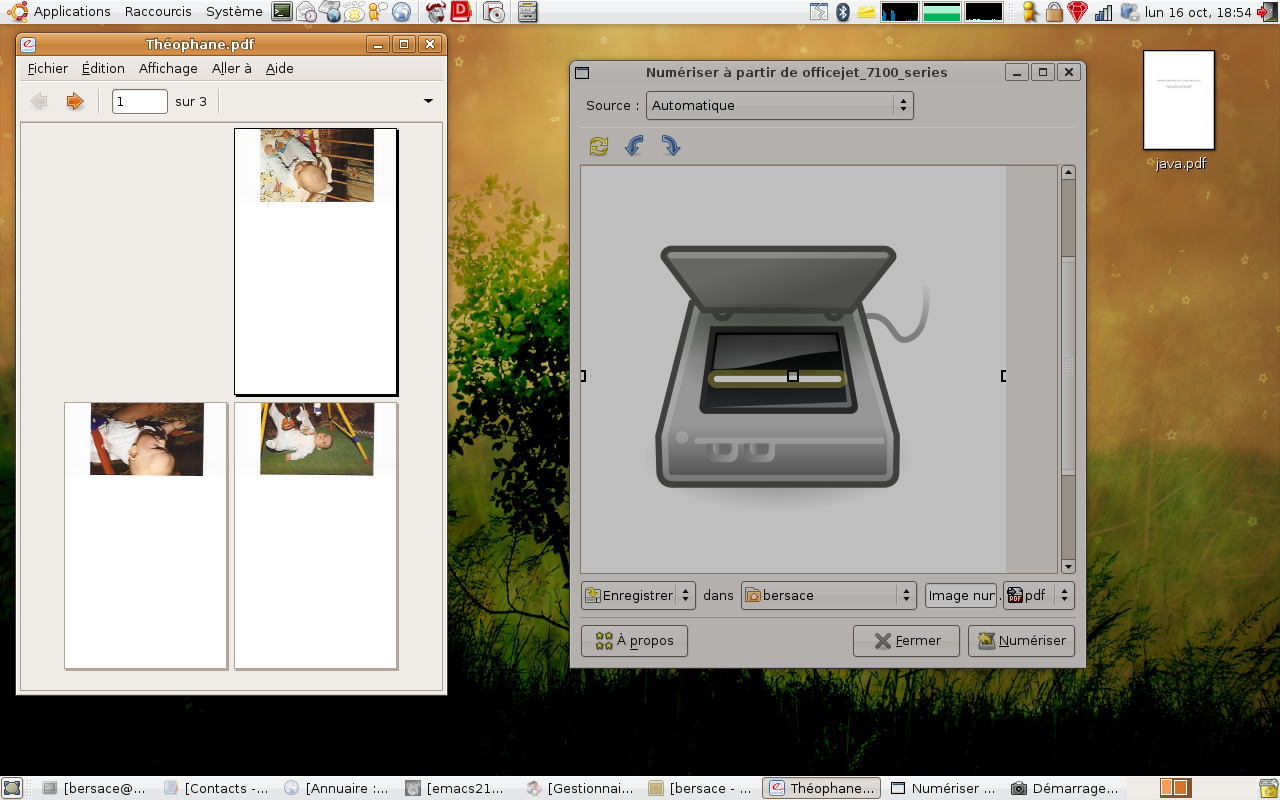 Applications Raccourcis Système lun 16 oct, 18:54
Théophane.pdf
Fichier Édition Affichage Aller à Aide
1 sur 3
Numériser à partir de officejet_7100_series
Source : Automatique
Enregistrer dans bersace Image nur . pdf
À propos Fermer Numériser
java.pdf
[bersace@... [Contacts -... [Annuaire :... [emacs21... [Gestionnai... [bersace - ... Théophane... Numériser ... Démarrage...